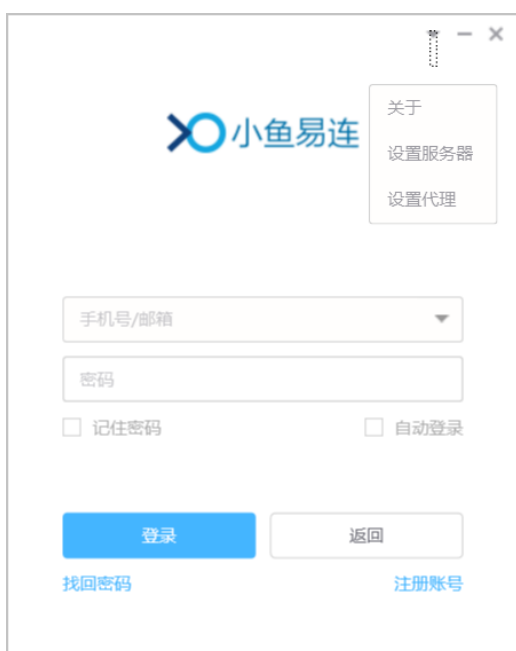 小鱼易连
关于
设置服务器
设置代理
手机号/邮箱
密码
记住密码
自动登录
登录
返回
找回密码
注册账号